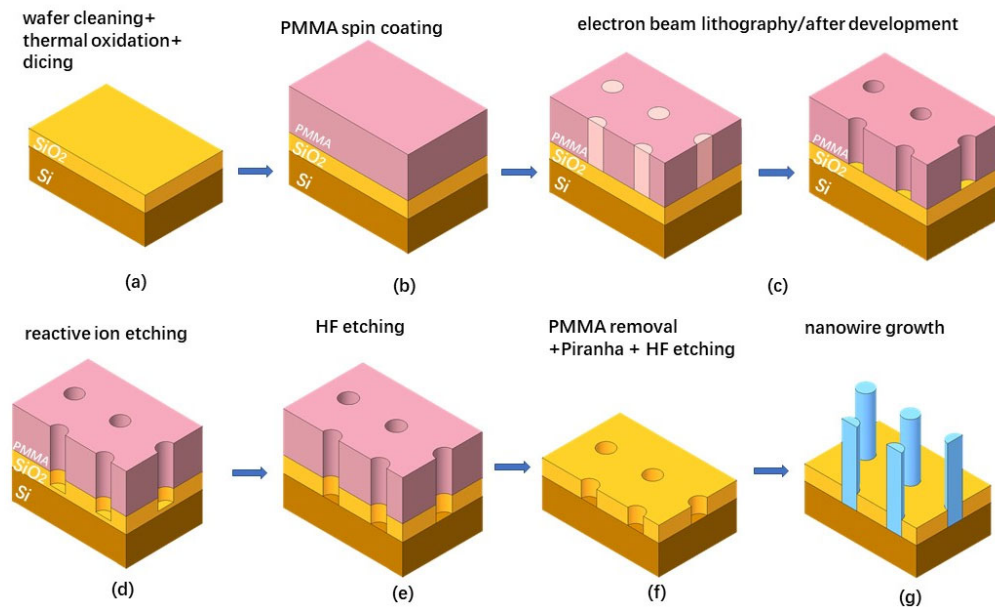 wafer cleaning+
thermal oxidation+
dicing
PMMA spin coating
electron beam lithography/after development
SiO2
Si
PMMA
SiO2
Si
PMMA
SiO2
Si
PMMA
SiO2
Si
(a)
(b)
(c)
reactive ion etching
HF etching
PMMA removal
+Piranha + HF etching
nanowire growth
PMMA
SiO2
Si
(d)
(e)
(f)
(g)